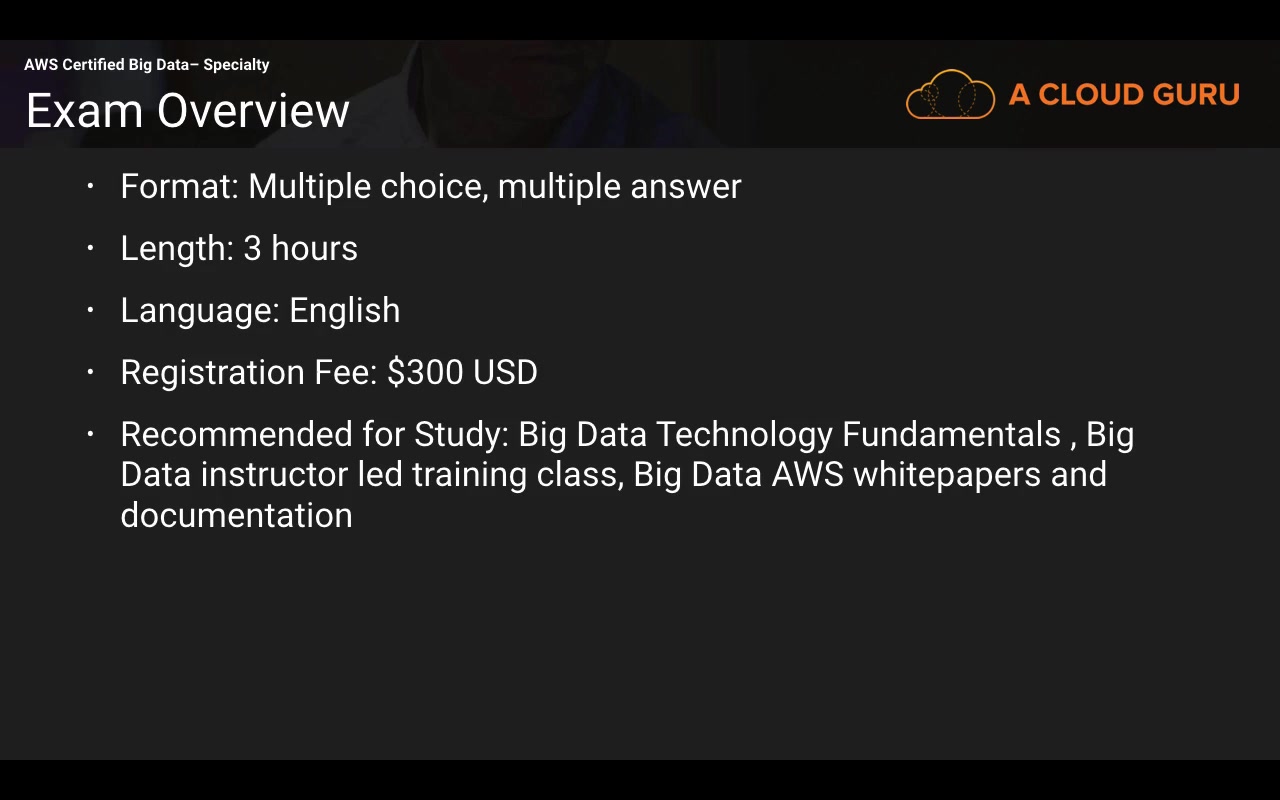 AWS Certified Big Data– Specialty
Exam Overview
A CLOUD GURU
• Format: Multiple choice, multiple answer
• Length: 3 hours
• Language: English
• Registration Fee: $300 USD
• Recommended for Study: Big Data Technology Fundamentals , Big
Data instructor led training class, Big Data AWS whitepapers and
documentation